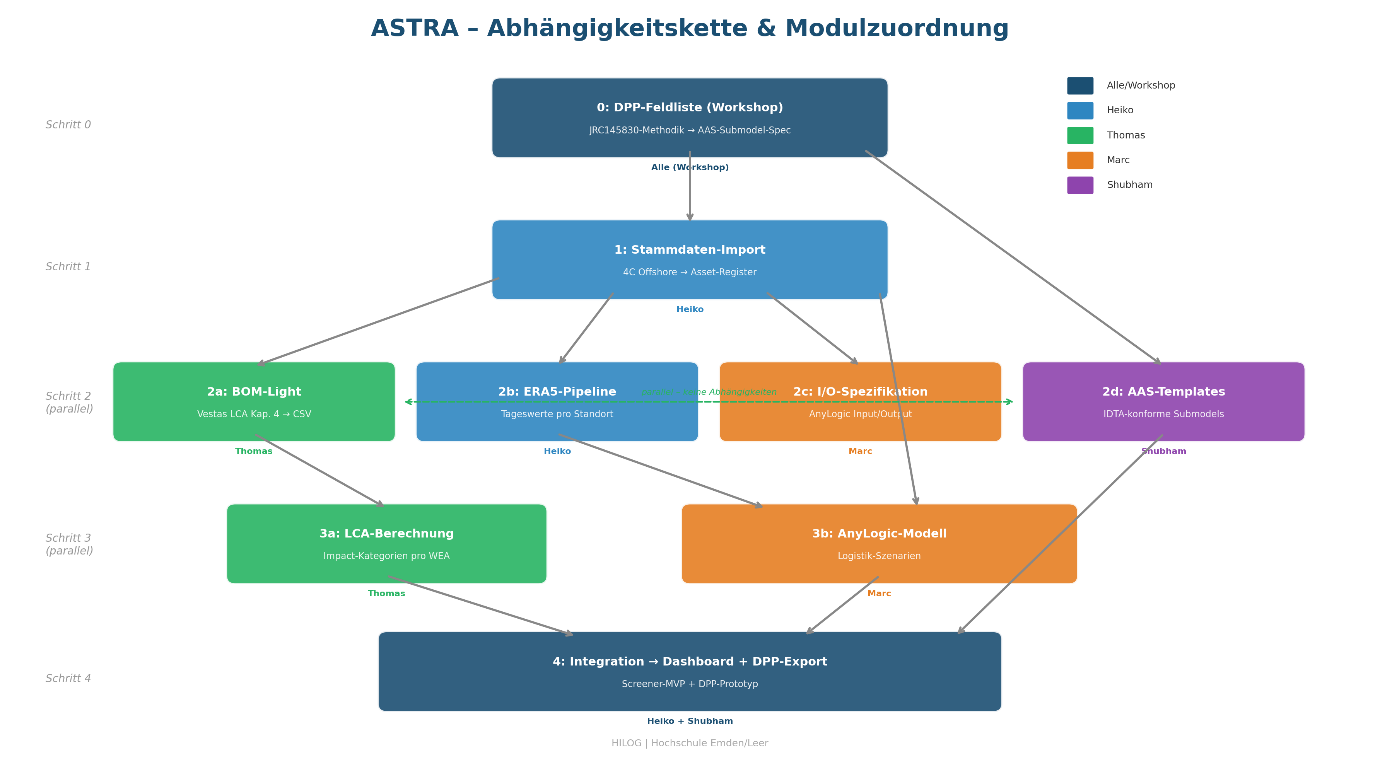 ASTRA – Abhängigkeitskette & Modulzuordnung
Alle/Workshop
Heiko
Thomas
Marc
Shubham
Schritt 0
0: DPP-Feldliste (Workshop)
JRC145830-Methodik → AAS-Submodel-Spec
Alle (Workshop)
Schritt 1
1: Stammdaten-Import
4C Offshore → Asset-Register
Heiko
Schritt 2
(parallel)
2a: BOM-Light
Vestas LCA Kap. 4 → CSV
Thomas
2b: ERA5-Pipeline
Tageswerte pro Standort
Heiko
Abhängigkeiten
2c: I/O-Spezifikation
AnyLogic Input/Output
Marc
2d: AAS-Templates
IDTA-konforme Submodels
Shubham
Schritt 3
(parallel)
3a: LCA-Berechnung
Impact-Kategorien pro WEA
Thomas
3b: AnyLogic-Modell
Logistik-Szenarien
Marc
Schritt 4
4: Integration → Dashboard + DPP-Export
Screener-MVP + DPP-Prototyp
Heiko + Shubham
HILOG | Hochschule Emden/Leer